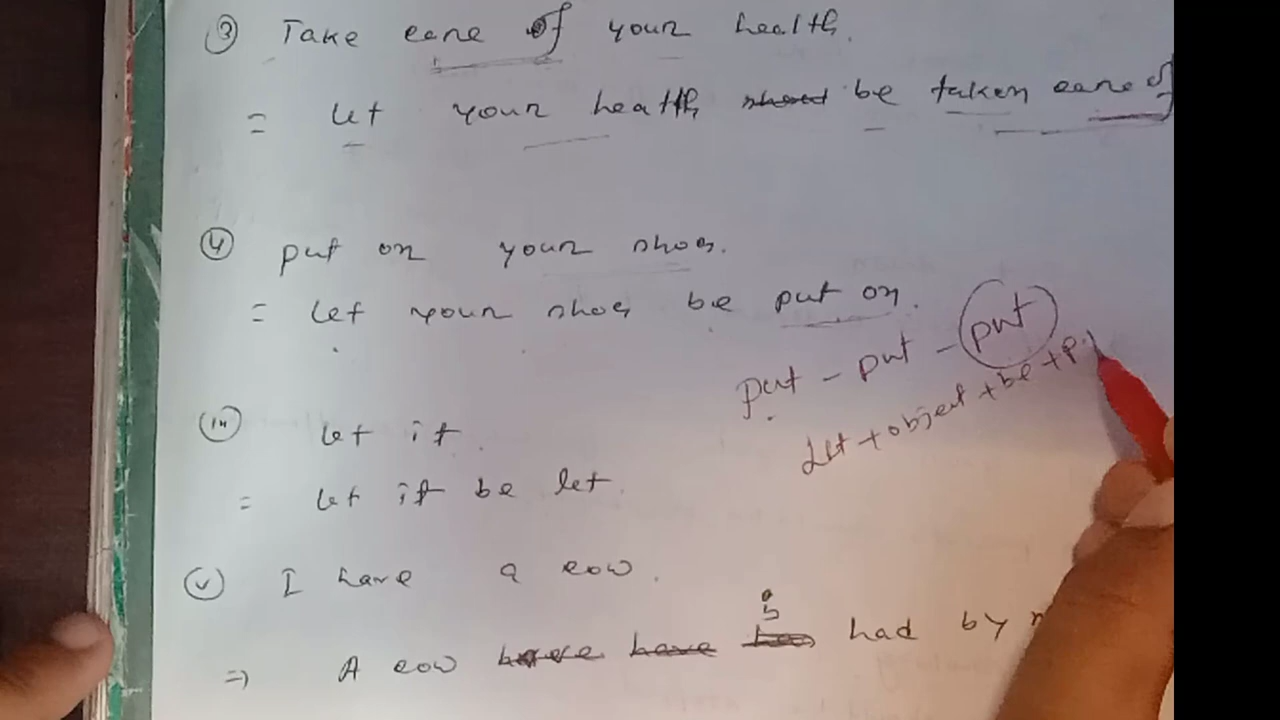 ③ Take care of your health.
= let your health be taken care of
④ put on your shoes.
= Let your shoes be put on.
put - put - put
Let + object + be + p.
let it.
= Let it be let.
ⓥ I have a cow.
⇒ A cow is had by